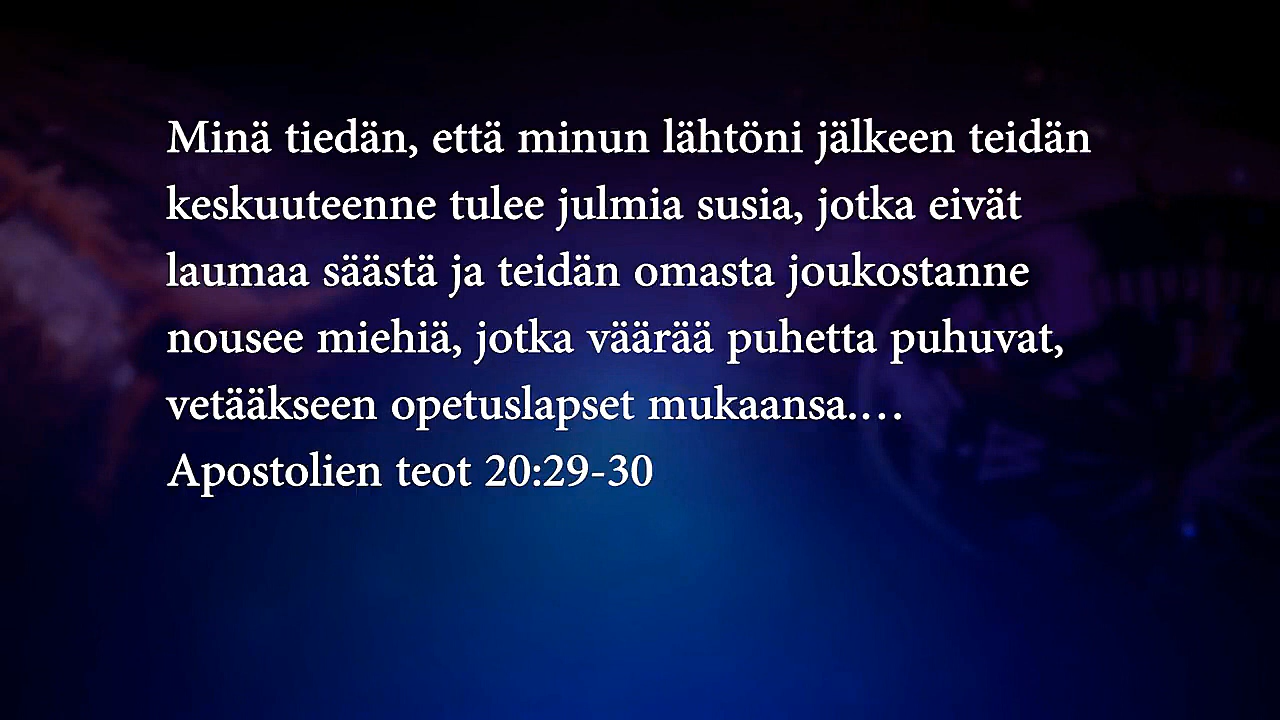 Minä tiedän, että minun lähtöni jälkeen teidän
keskuuteenne tulee julmia susia, jotka eivät
laumaa säästä ja teidän omasta joukostanne
nousee miehiä, jotka väärää puhetta puhuvat,
vetääkseen opetuslapset mukaansa.…
Apostolien teot 20:29-30